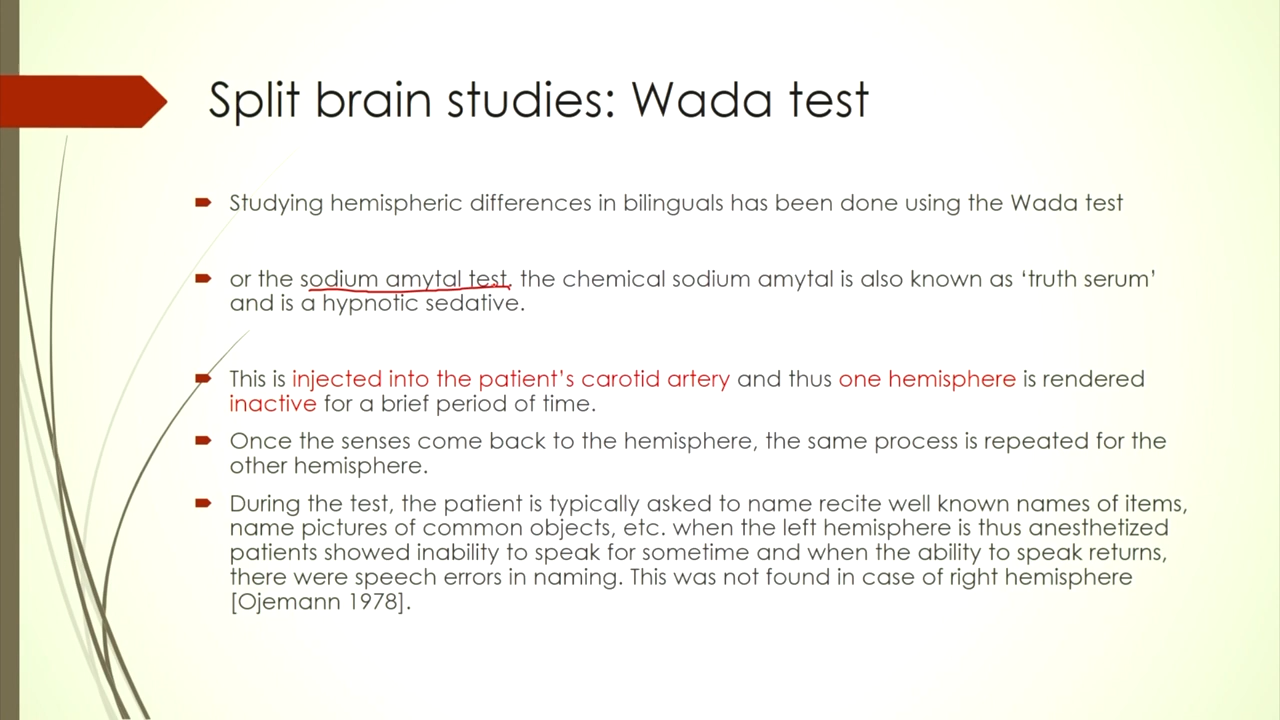 Split brain studies: Wada test
Studying hemispheric differences in bilinguals has been done using the Wada test
or the sodium amytal test. the chemical sodium amytal is also known as ‘truth serum’
and is a hypnotic sedative.
This is injected into the patient’s carotid artery and thus one hemisphere is rendered
inactive for a brief period of time.
Once the senses come back to the hemisphere, the same process is repeated for the
other hemisphere.
During the test, the patient is typically asked to name recite well known names of items,
name pictures of common objects, etc. when the left hemisphere is thus anesthetized
patients showed inability to speak for sometime and when the ability to speak returns,
there were speech errors in naming. This was not found in case of right hemisphere
[Ojemann 1978].